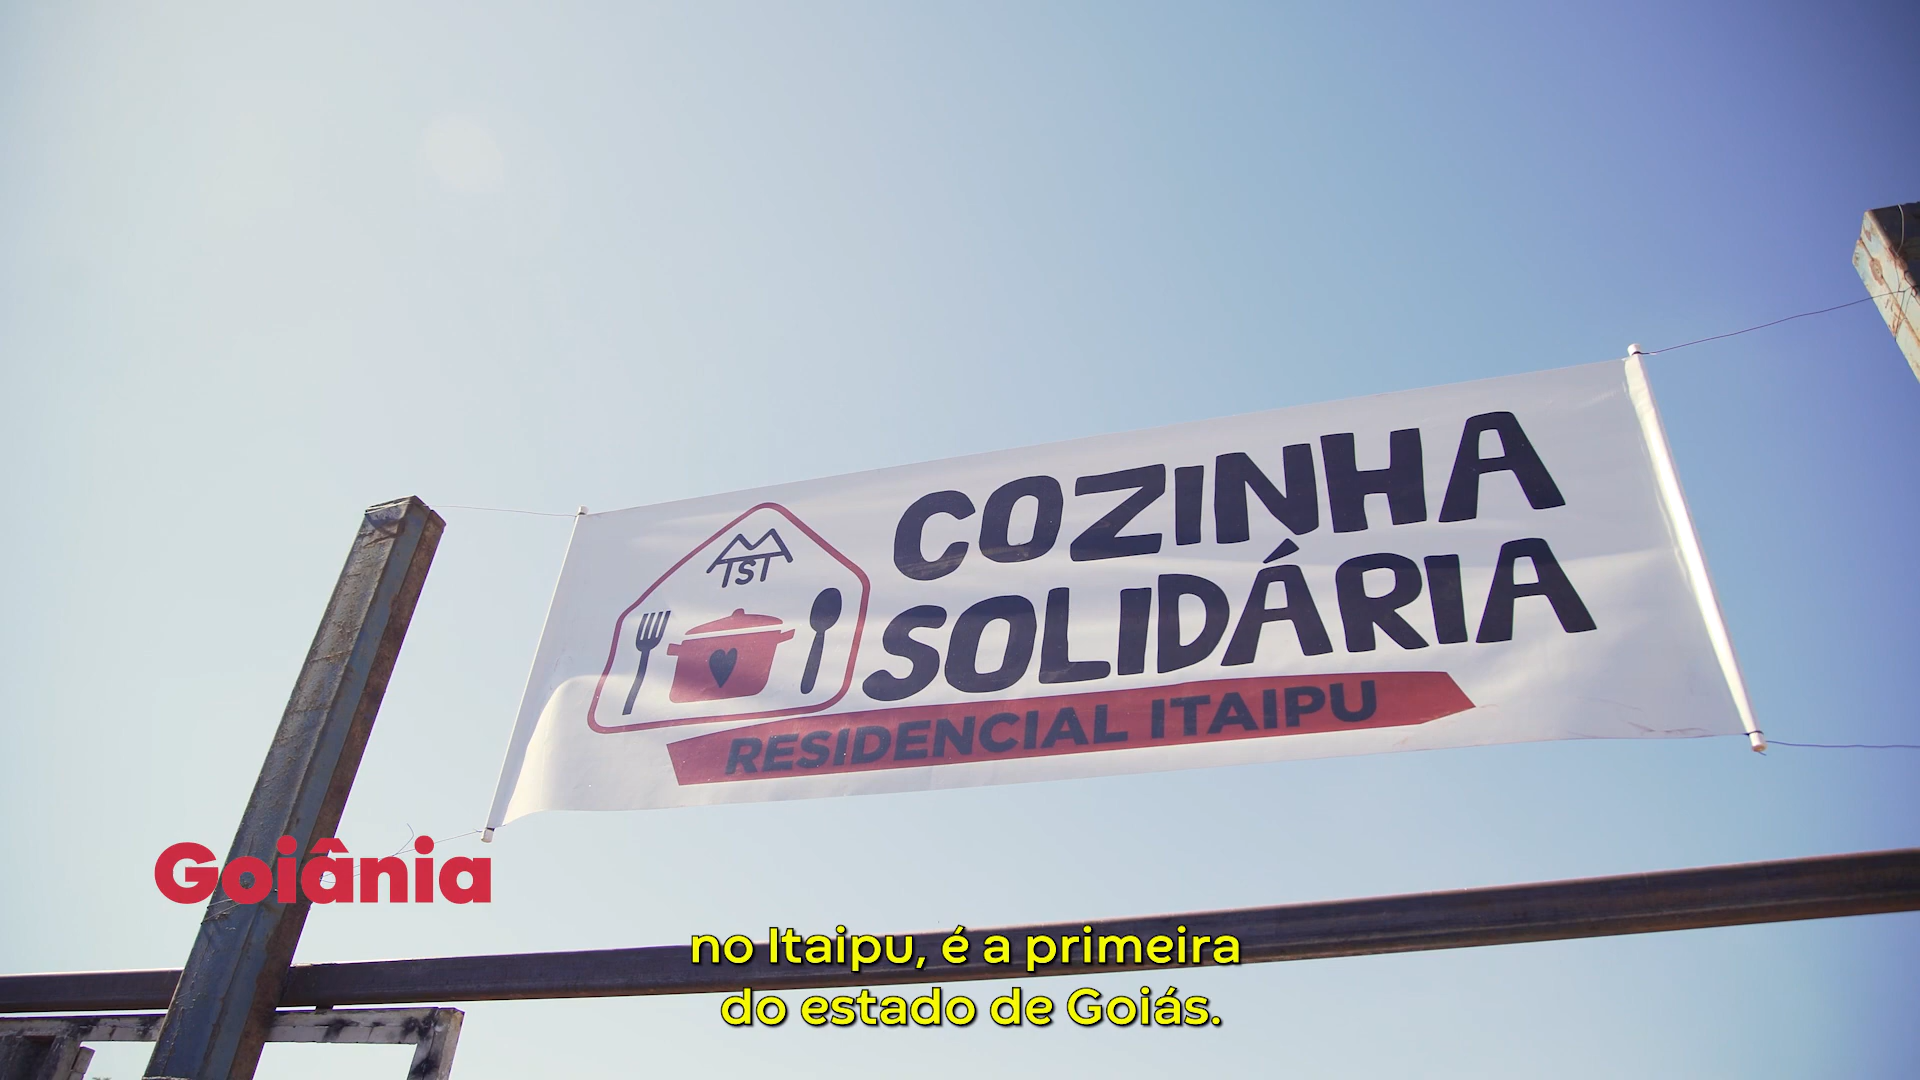 MTST
COZINHA
SOLIDÁRIA
RESIDENCIAL ITAIPU
Goiânia
no Itaipu, é a primeira
do estado de Goiás.